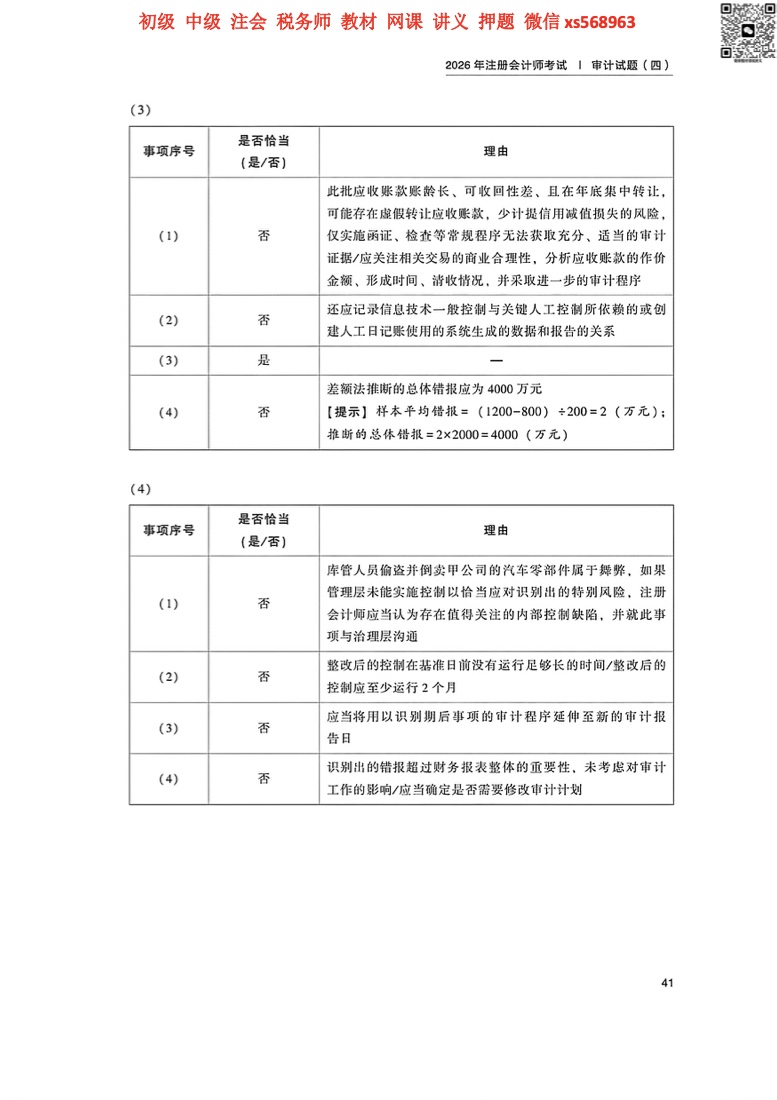 初级 中级 注会 税务师 教材 网课 讲义 押题 微信 xs568963
2026年注册会计师考试 | 审计试题（四）
（3）
事项序号
是否恰当
（是/否）
理由
（1）
否
此批应收账款账龄长、可收回性差、且在年底集中转让，
可能存在虚假转让应收账款，少计提信用减值损失的风险，
仅实施函证、检查等常规程序无法获取充分、适当的审计
证据/应关注相关交易的商业合理性，分析应收账款的作价
金额、形成时间、清收情况，并采取进一步的审计程序
（2）
否
还应记录信息技术一般控制与关键人工控制所依赖的或创
建人工日记账使用的系统生成的数据和报告的关系
（3）
是
—
（4）
否
差额法推断的总体错报应为 4000 万元
【提示】样本平均错报=（1200-800）÷200=2（万元）；
推断的总体错报=2×2000=4000（万元）
（4）
事项序号
是否恰当
（是/否）
理由
（1）
否
库管人员偷盗并倒卖甲公司的汽车零部件属于舞弊，如果
管理层未能实施控制以恰当应对识别出的特别风险，注册
会计师应当认为存在值得关注的内部控制缺陷，并就此事
项与治理层沟通
（2）
否
整改后的控制在基准日前没有运行足够长的时间/整改后的
控制应至少运行 2 个月
（3）
否
应当将用以识别期后事项的审计程序延伸至新的审计报
告日
（4）
否
识别出的错报超过财务报表整体的重要性，未考虑对审计
工作的影响/应当确定是否需要修改审计计划
41